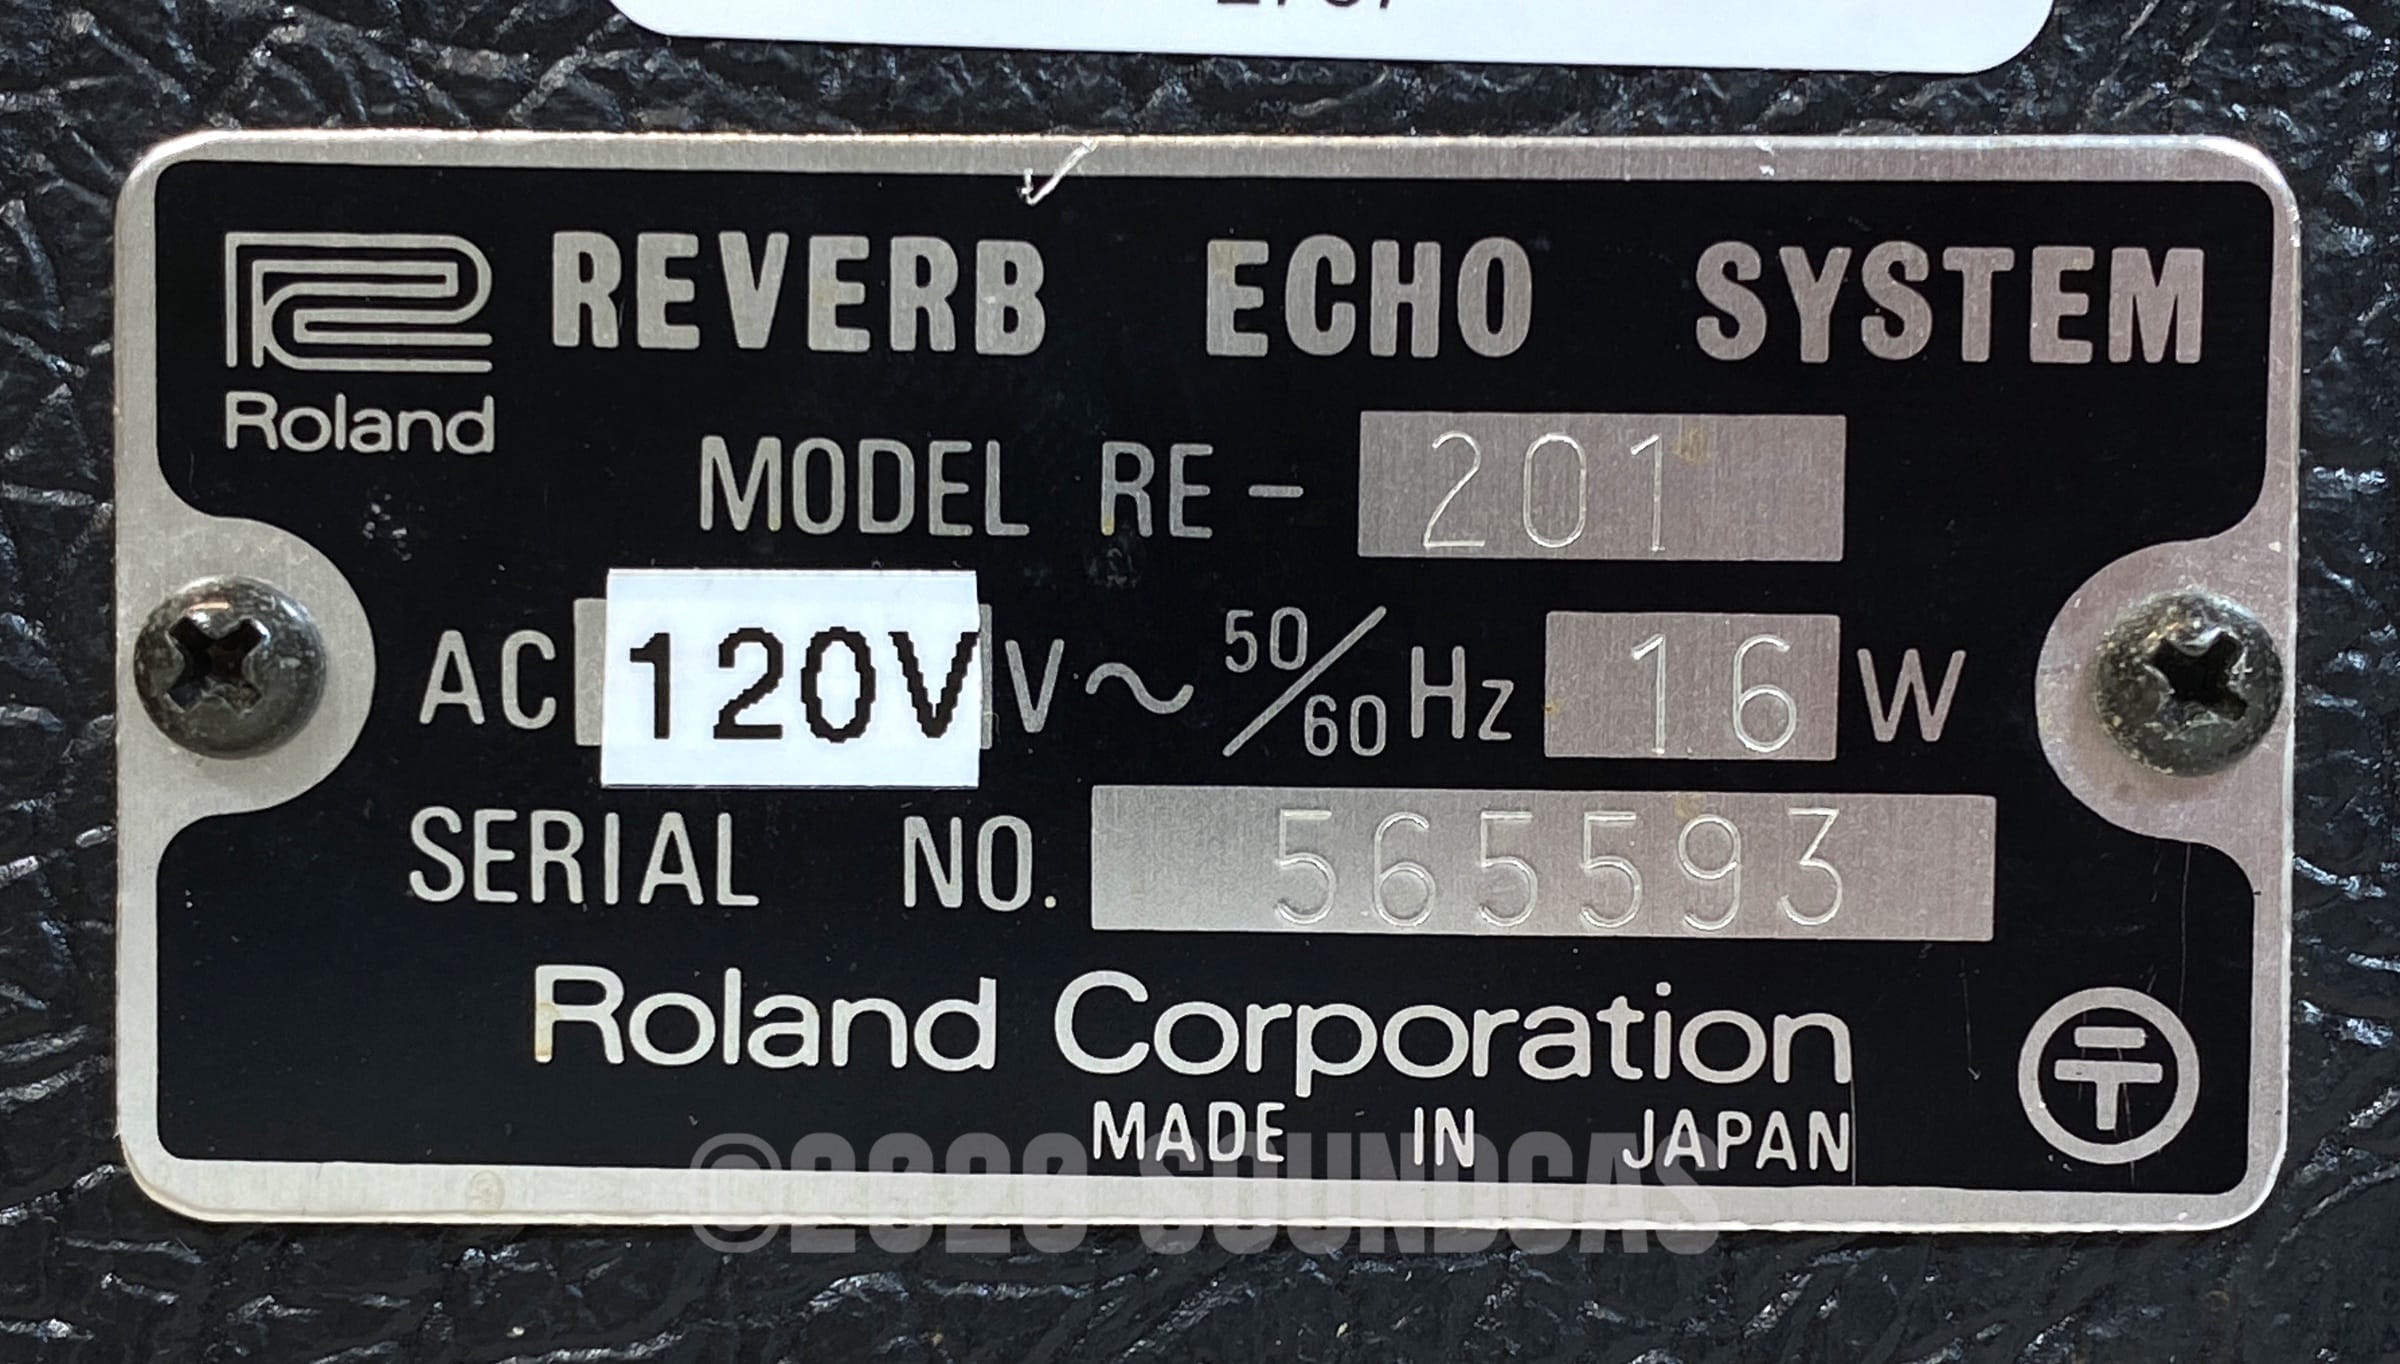 REVERB ECHO SYSTEM
Roland
MODEL RE-201
AC 120V V~ 50/60 Hz 16 W
SERIAL NO. 565593
Roland Corporation
MADE IN JAPAN
SOUNDGAS